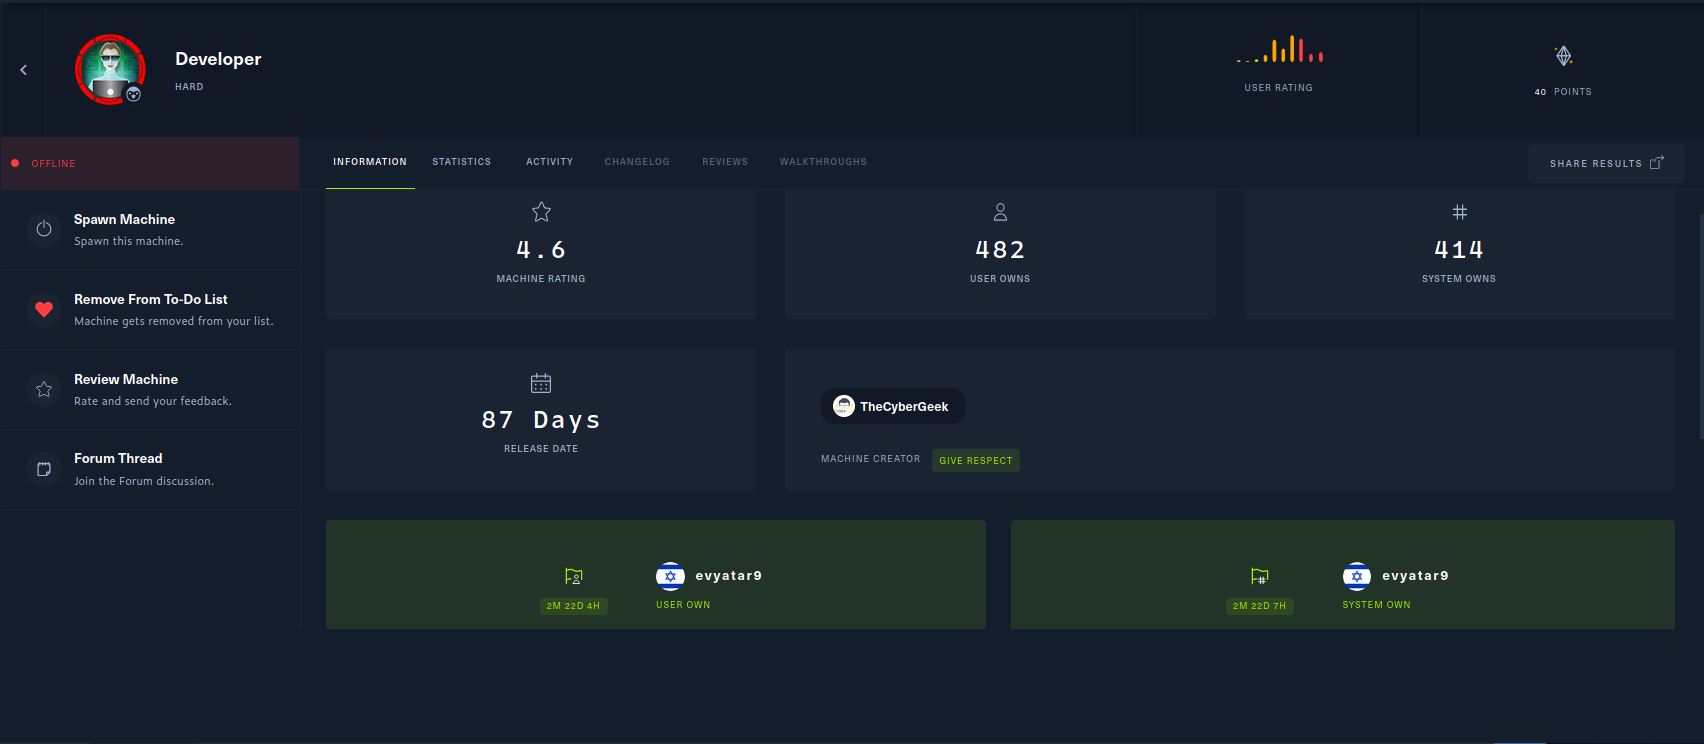 Developer
HARD
USER RATING
40 POINTS
OFFLINE
INFORMATION STATISTICS ACTIVITY CHANGELOG REVIEWS WALKTHROUGHS
SHARE RESULTS
Spawn Machine
Spawn this machine.
Remove From To-Do List
Machine gets removed from your list.
Review Machine
Rate and send your feedback.
Forum Thread
Join the Forum discussion.
4.6
MACHINE RATING
482
USER OWNS
414
SYSTEM OWNS
87 Days
RELEASE DATE
TheCyberGeek
MACHINE CREATOR GIVE RESPECT
evyatar9
2M 22D 4H USER OWN
evyatar9
2M 22D 7H SYSTEM OWN